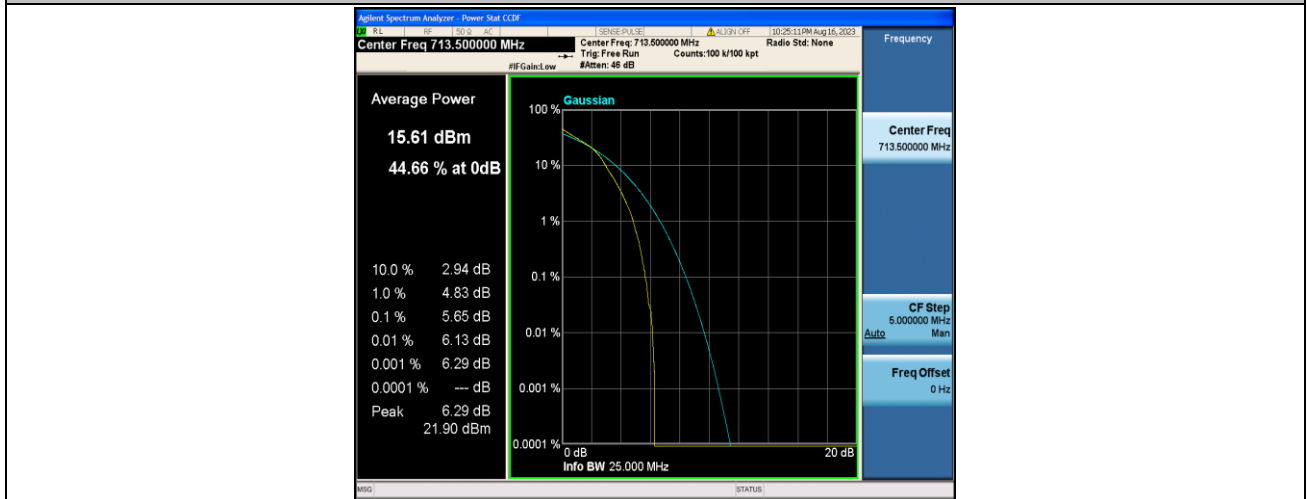 Agilent Spectrum Analyzer - Power Stat CCDF
RL RF 50 Ω AC SENSE:PULSE ALIGN OFF 10:25:11 PM Aug 16, 2023
Center Freq 713.500000 MHz
Center Freq: 713.500000 MHz Radio Std: None
Trig: Free Run Counts:100 k/100 kpt
#IFGain:Low #Atten: 46 dB
Frequency
Average Power
15.61 dBm
44.66 % at 0dB
10.0 % 2.94 dB
1.0 % 4.83 dB
0.1 % 5.65 dB
0.01 % 6.13 dB
0.001 % 6.29 dB
0.0001 % --- dB
Peak 6.29 dB
21.90 dBm
Gaussian
100 %
10 %
1 %
0.1 %
0.01 %
0.001 %
0.0001 %
0 dB 20 dB
Info BW 25.000 MHz
Center Freq
713.500000 MHz
CF Step
5.000000 MHz
Auto Man
Freq Offset
0 Hz
MSG STATUS